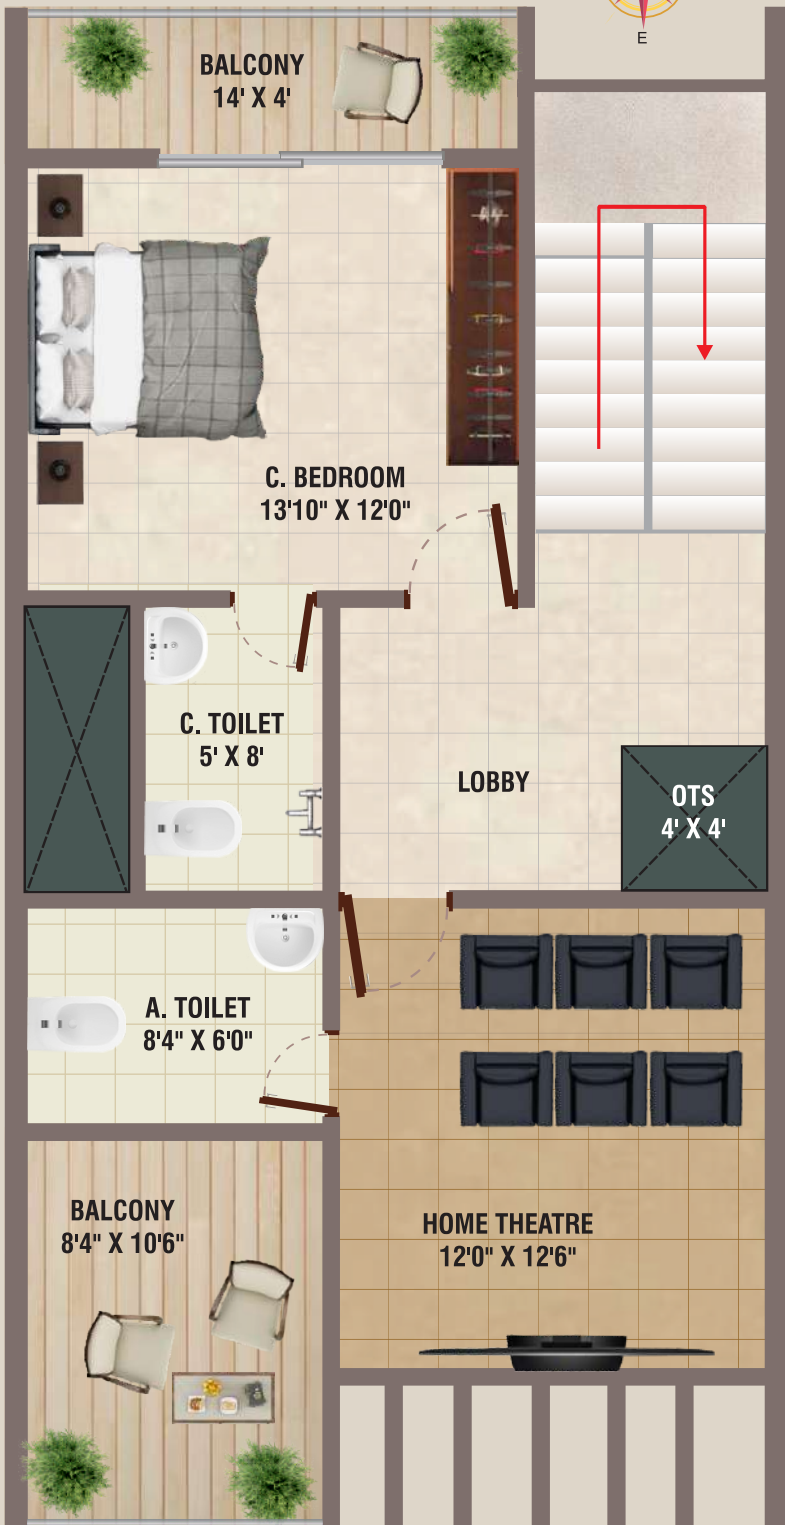 E
BALCONY
14' X 4'
C. BEDROOM
13'10" X 12'0"
C. TOILET
5' X 8'
LOBBY
OTS
4' X 4'
A. TOILET
8'4" X 6'0"
BALCONY
8'4" X 10'6"
HOME THEATRE
12'0" X 12'6"